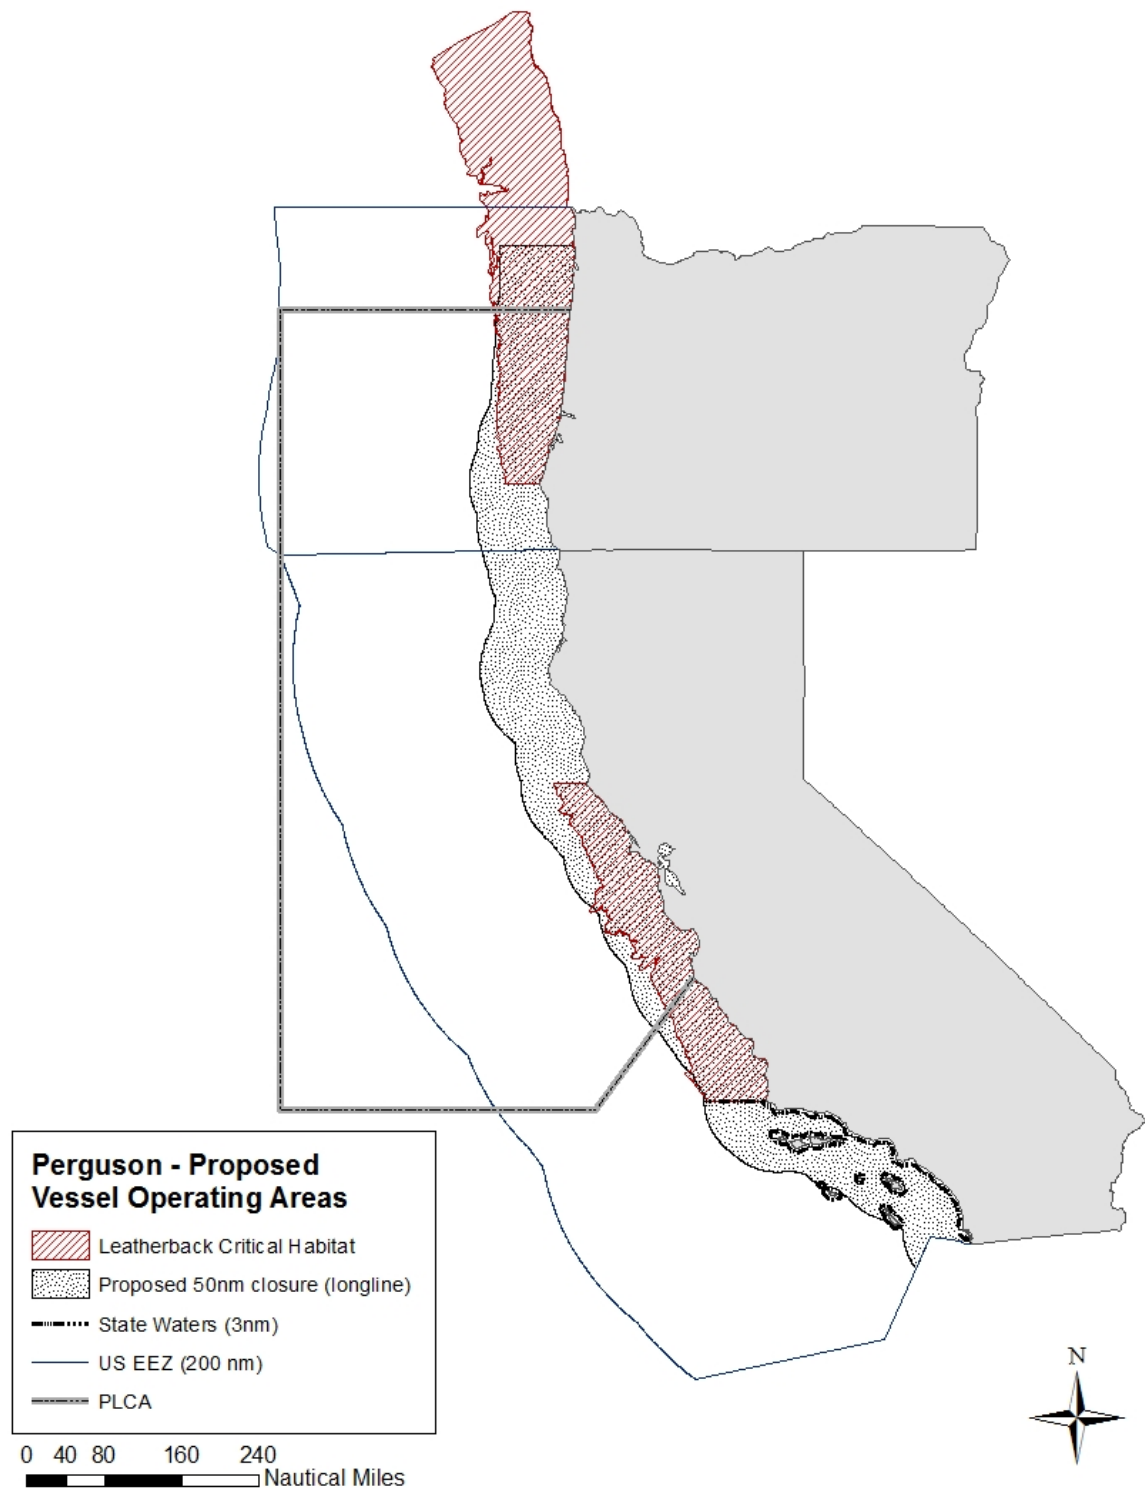 Perguson - Proposed
Vessel Operating Areas
Leatherback Critical Habitat
Proposed 50nm closure (longline)
State Waters (3nm)
US EEZ (200 nm)
PLCA
0 40 80 160 240
Nautical Miles
N